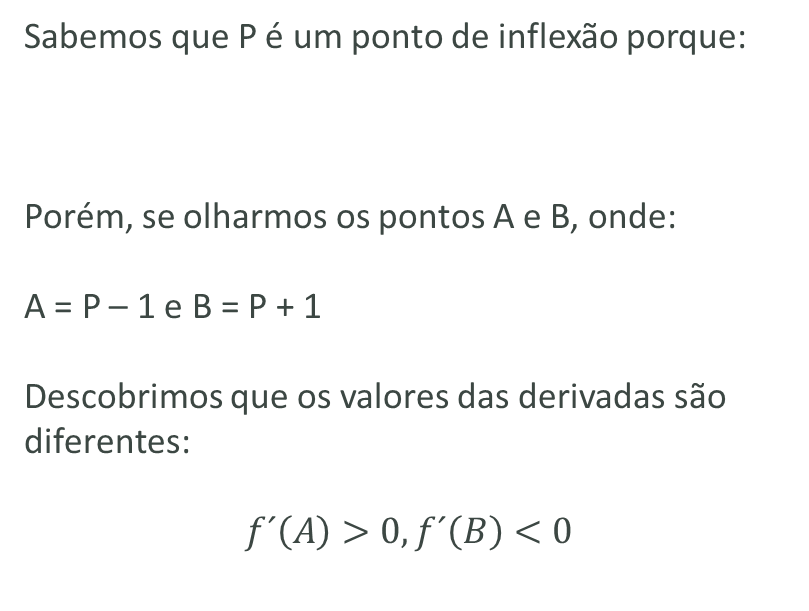 Sabemos que P é um ponto de inflexão porque:
Porém, se olharmos os pontos A e B, onde:
A = P – 1 e B = P + 1
Descobrimos que os valores das derivadas são
diferentes:
f´(A) > 0, f´(B) < 0